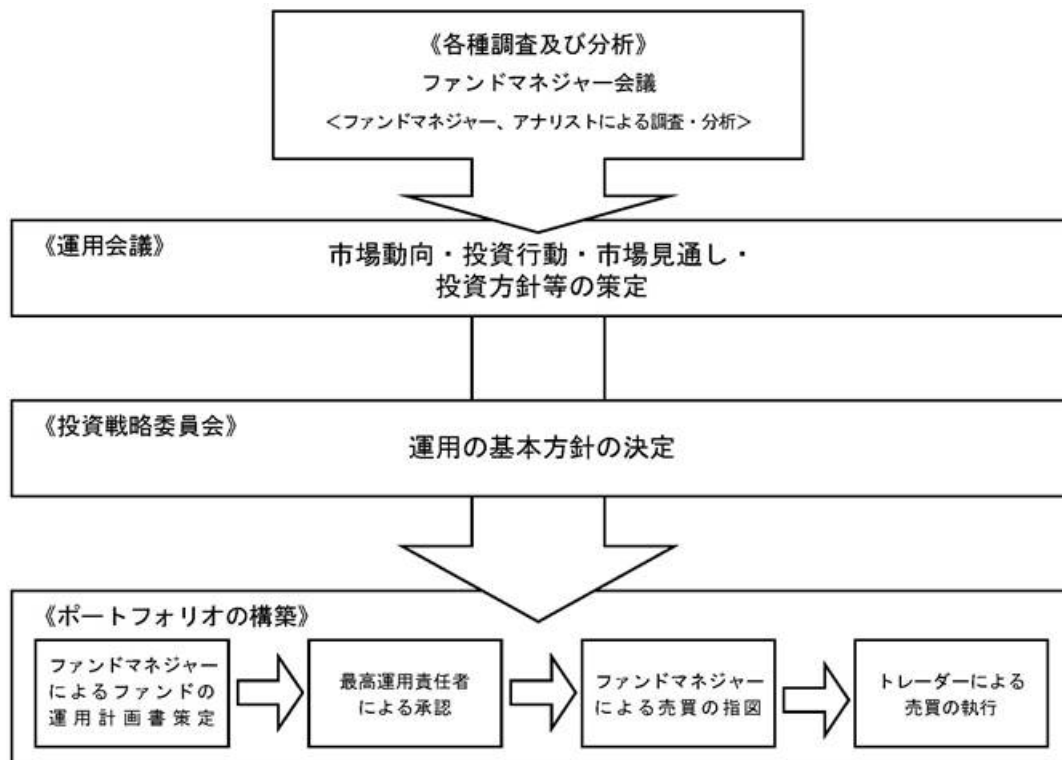 《各種調査及び分析》
ファンドマネジャー会議
＜ファンドマネジャー、アナリストによる調査・分析＞
《運用会議》
市場動向・投資行動・市場見通し・
投資方針等の策定
《投資戦略委員会》
運用の基本方針の決定
《ポートフォリオの構築》
ファンドマネジャー
によるファンドの
運用計画書策定
最高運用責任者
による承認
ファンドマネジャー
による売買の指図
トレーダーによる
売買の執行